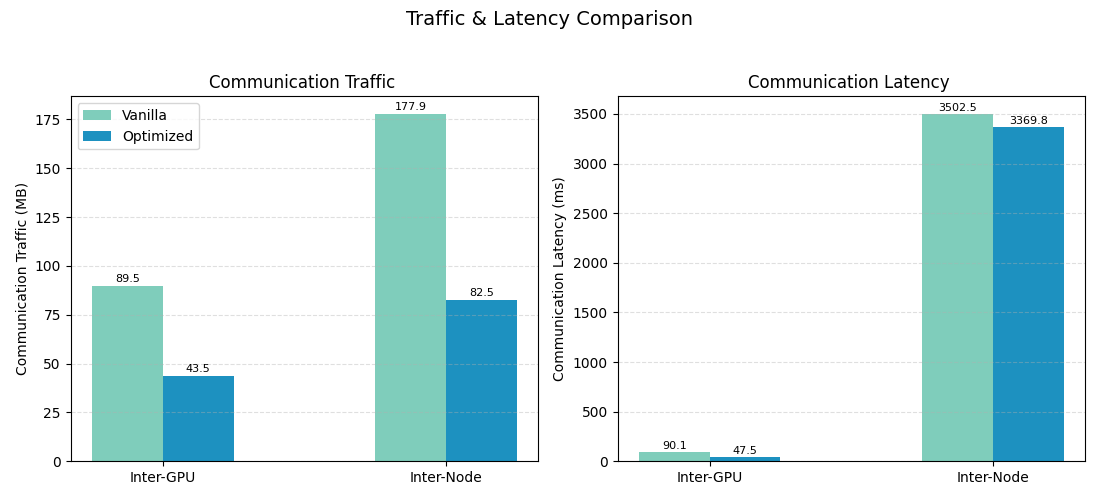 Traffic & Latency Comparison
Communication Traffic
Communication Traffic (MB)
175
150
125
100
75
50
25
0
Vanilla
Optimized
89.5
43.5
177.9
82.5
Inter-GPU
Inter-Node
Communication Latency
Communication Latency (ms)
3500
3000
2500
2000
1500
1000
500
0
90.1
47.5
3502.5
3369.8
Inter-GPU
Inter-Node